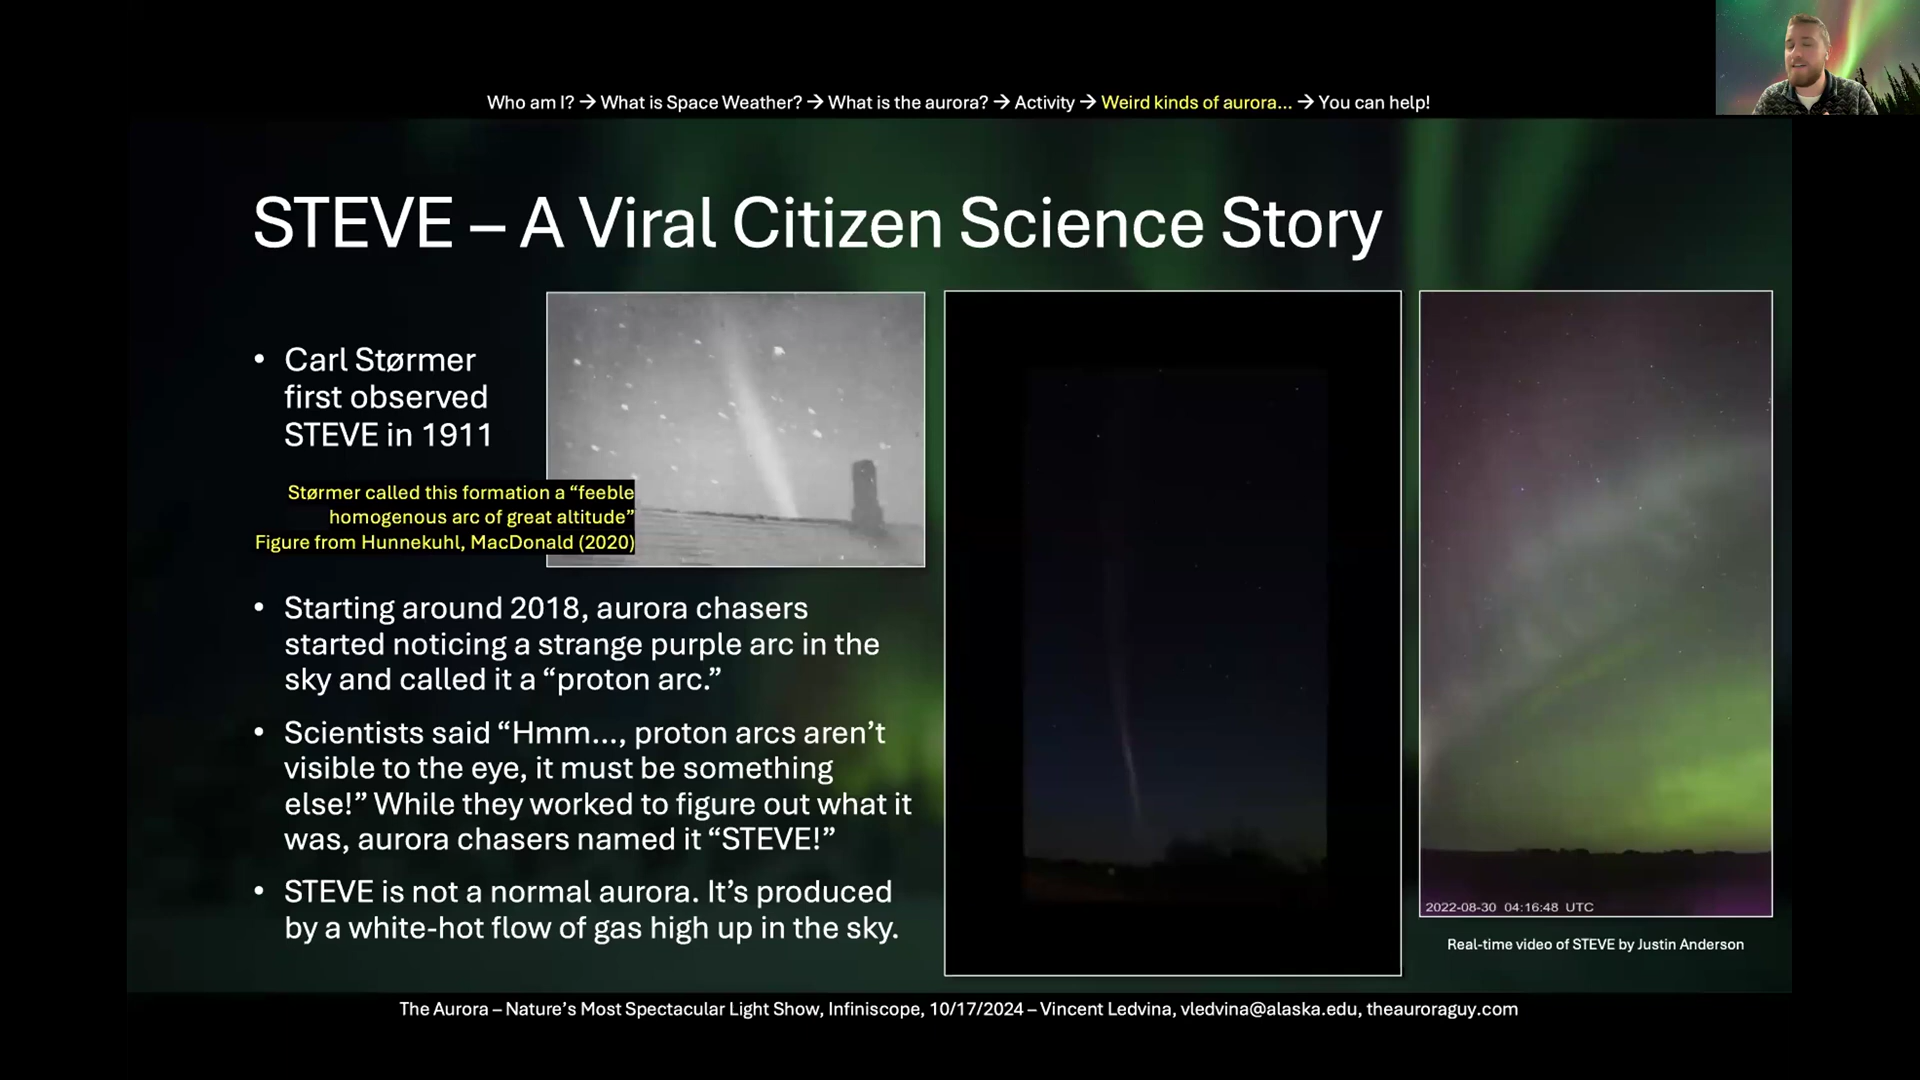 Who am I? → What is Space Weather? → What is the aurora? → Activity → Weird kinds of aurora... → You can help!
STEVE – A Viral Citizen Science Story
• Carl Størmer
first observed
STEVE in 1911
Størmer called this formation a “feeble
homogenous arc of great altitude”
Figure from Hunnekuhl, MacDonald (2020)
• Starting around 2018, aurora chasers
started noticing a strange purple arc in the
sky and called it a “proton arc.”
• Scientists said “Hmm..., proton arcs aren’t
visible to the eye, it must be something
else!” While they worked to figure out what it
was, aurora chasers named it “STEVE!”
• STEVE is not a normal aurora. It’s produced
by a white-hot flow of gas high up in the sky.
2022-08-30 04:16:48 UTC
Real-time video of STEVE by Justin Anderson
The Aurora – Nature’s Most Spectacular Light Show, Infiniscope, 10/17/2024 – Vincent Ledvina, vledvina@alaska.edu, theauroraguy.com